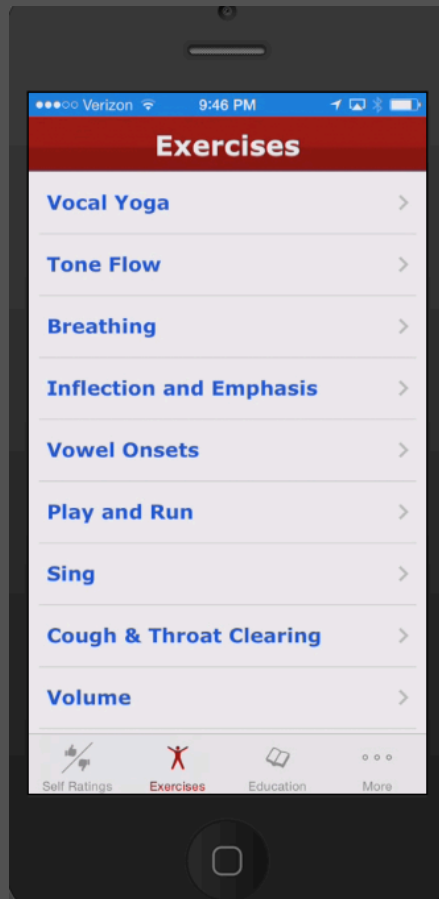 Verizon 9:46 PM
Exercises
Vocal Yoga
Tone Flow
Breathing
Inflection and Emphasis
Vowel Onsets
Play and Run
Sing
Cough & Throat Clearing
Volume
Self Ratings Exercises Education More